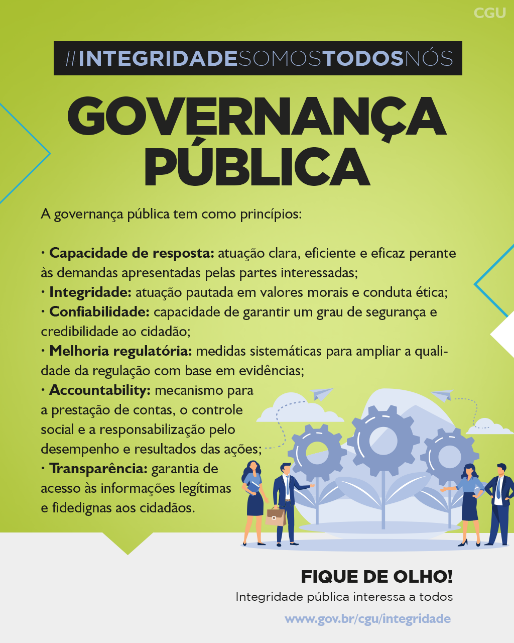 CGU
//INTEGRIDADESOMOSTODOSNÓS
GOVERNANÇA
PÚBLICA
A governança pública tem como princípios:
· Capacidade de resposta: atuação clara, eficiente e eficaz perante
às demandas apresentadas pelas partes interessadas;
· Integridade: atuação pautada em valores morais e conduta ética;
· Confiabilidade: capacidade de garantir um grau de segurança e
credibilidade ao cidadão;
· Melhoria regulatória: medidas sistemáticas para ampliar a quali-
dade da regulação com base em evidências;
· Accountability: mecanismo para
a prestação de contas, o controle
social e a responsabilização pelo
desempenho e resultados das ações;
· Transparência: garantia de
acesso às informações legítimas
e fidedignas aos cidadãos.
FIQUE DE OLHO!
Integridade pública interessa a todos
www.gov.br/cgu/integridade